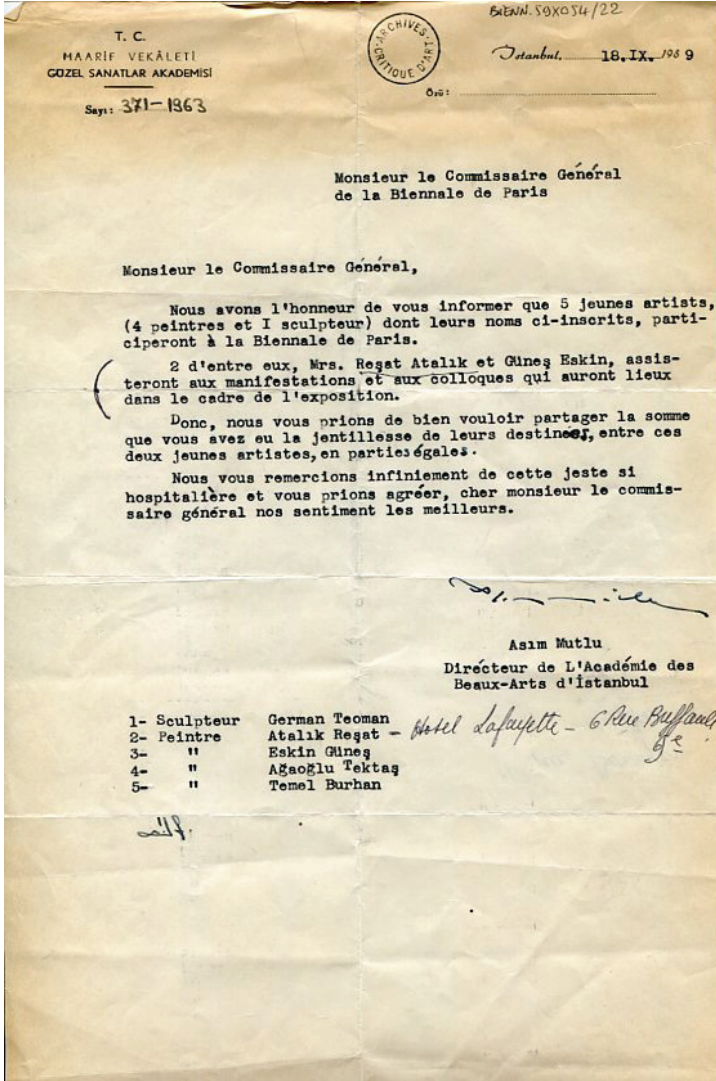 BIENN.59X054/22
T. C.
MAARİF VEKÂLETİ
GÜZEL SANATLAR AKADEMİSİ
Sayı: 371-1963
ARCHIVES
CRITIQUE D'ART
İstanbul, 18.IX. 1959
Özü:
Monsieur le Commissaire Général
de la Biennale de Paris
Monsieur le Commissaire Général,
Nous avons l'honneur de vous informer que 5 jeunes artists,
(4 peintres et I sculpteur) dont leurs noms ci-inscrits, parti-
ciperont à la Biennale de Paris.
2 d'entre eux, Mrs. Reşat Atalık et Güneş Eskin, assis-
teront aux manifestations et aux colloques qui auront lieux
dans le cadre de l'exposition.
Donc, nous vous prions de bien vouloir partager la somme
que vous avez eu la jentillesse de leurs destiner, entre ces
deux jeunes artistes, en parties égales.
Nous vous remercions infiniement de cette jeste si
hospitalière et vous prions agréer, cher monsieur le commis-
saire général nos sentiment les meilleurs.
Asım Mutlu
Directeur de L'Académie des
Beaux-Arts d'İstanbul
1- Sculpteur German Teoman
2- Peintre Atalık Reşat - Hotel Lafayette - 6 Rue Buffault
9e
3- " Eskin Güneş
4- " Ağaoğlu Tektaş
5- " Temel Burhan